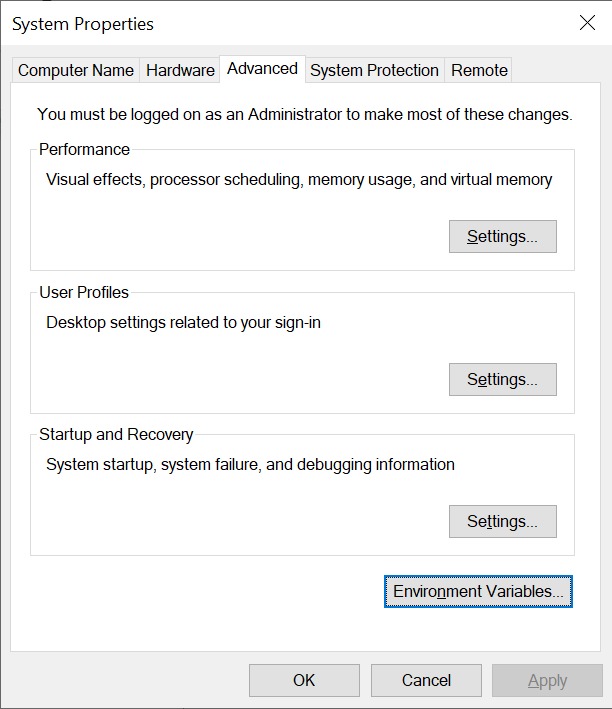 System Properties
Computer Name Hardware Advanced System Protection Remote
You must be logged on as an Administrator to make most of these changes.
Performance
Visual effects, processor scheduling, memory usage, and virtual memory
Settings...
User Profiles
Desktop settings related to your sign-in
Settings...
Startup and Recovery
System startup, system failure, and debugging information
Settings...
Environment Variables...
OK Cancel Apply